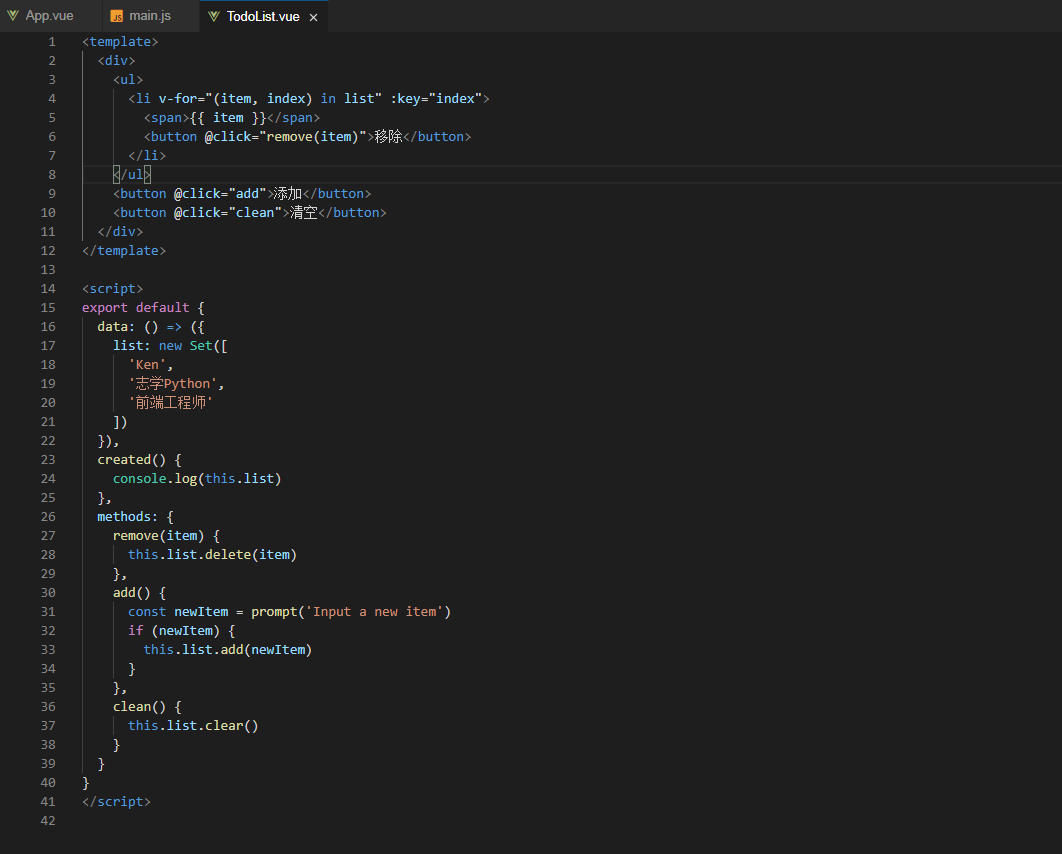 App.vue JS main.js TodoList.vue ×
1 <template>
2 <div>
3 <ul>
4 <li v-for="(item, index) in list" :key="index">
5 <span>{{ item }}</span>
6 <button @click="remove(item)">移除</button>
7 </li>
8 </ul>
9 <button @click="add">添加</button>
10 <button @click="clean">清空</button>
11 </div>
12 </template>
13
14 <script>
15 export default {
16 data: () => ({
17 list: new Set([
18 'Ken',
19 '志学Python',
20 '前端工程师'
21 ])
22 }),
23 created() {
24 console.log(this.list)
25 },
26 methods: {
27 remove(item) {
28 this.list.delete(item)
29 },
30 add() {
31 const newItem = prompt('Input a new item')
32 if (newItem) {
33 this.list.add(newItem)
34 }
35 },
36 clean() {
37 this.list.clear()
38 }
39 }
40 }
41 </script>
42